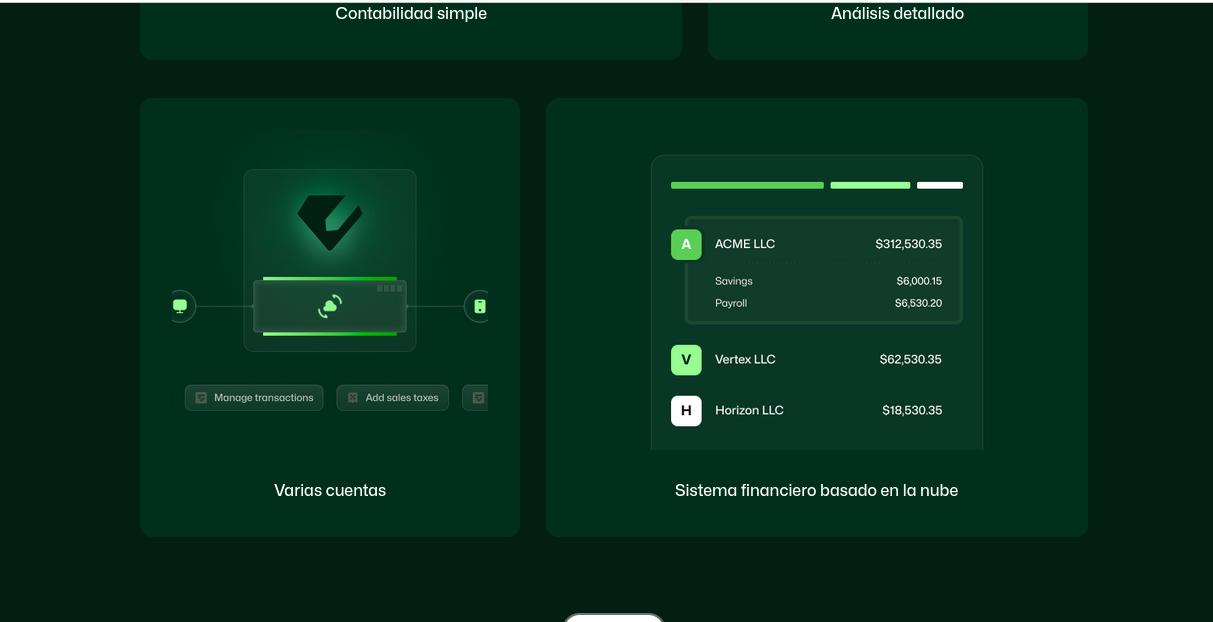 Contabilidad simple
Análisis detallado
Manage transactions
Add sales taxes
Varias cuentas
A
ACME LLC
$312,530.35
Savings
$6,000.15
Payroll
$6,530.20
V
Vertex LLC
$62,530.35
H
Horizon LLC
$18,530.35
Sistema financiero basado en la nube